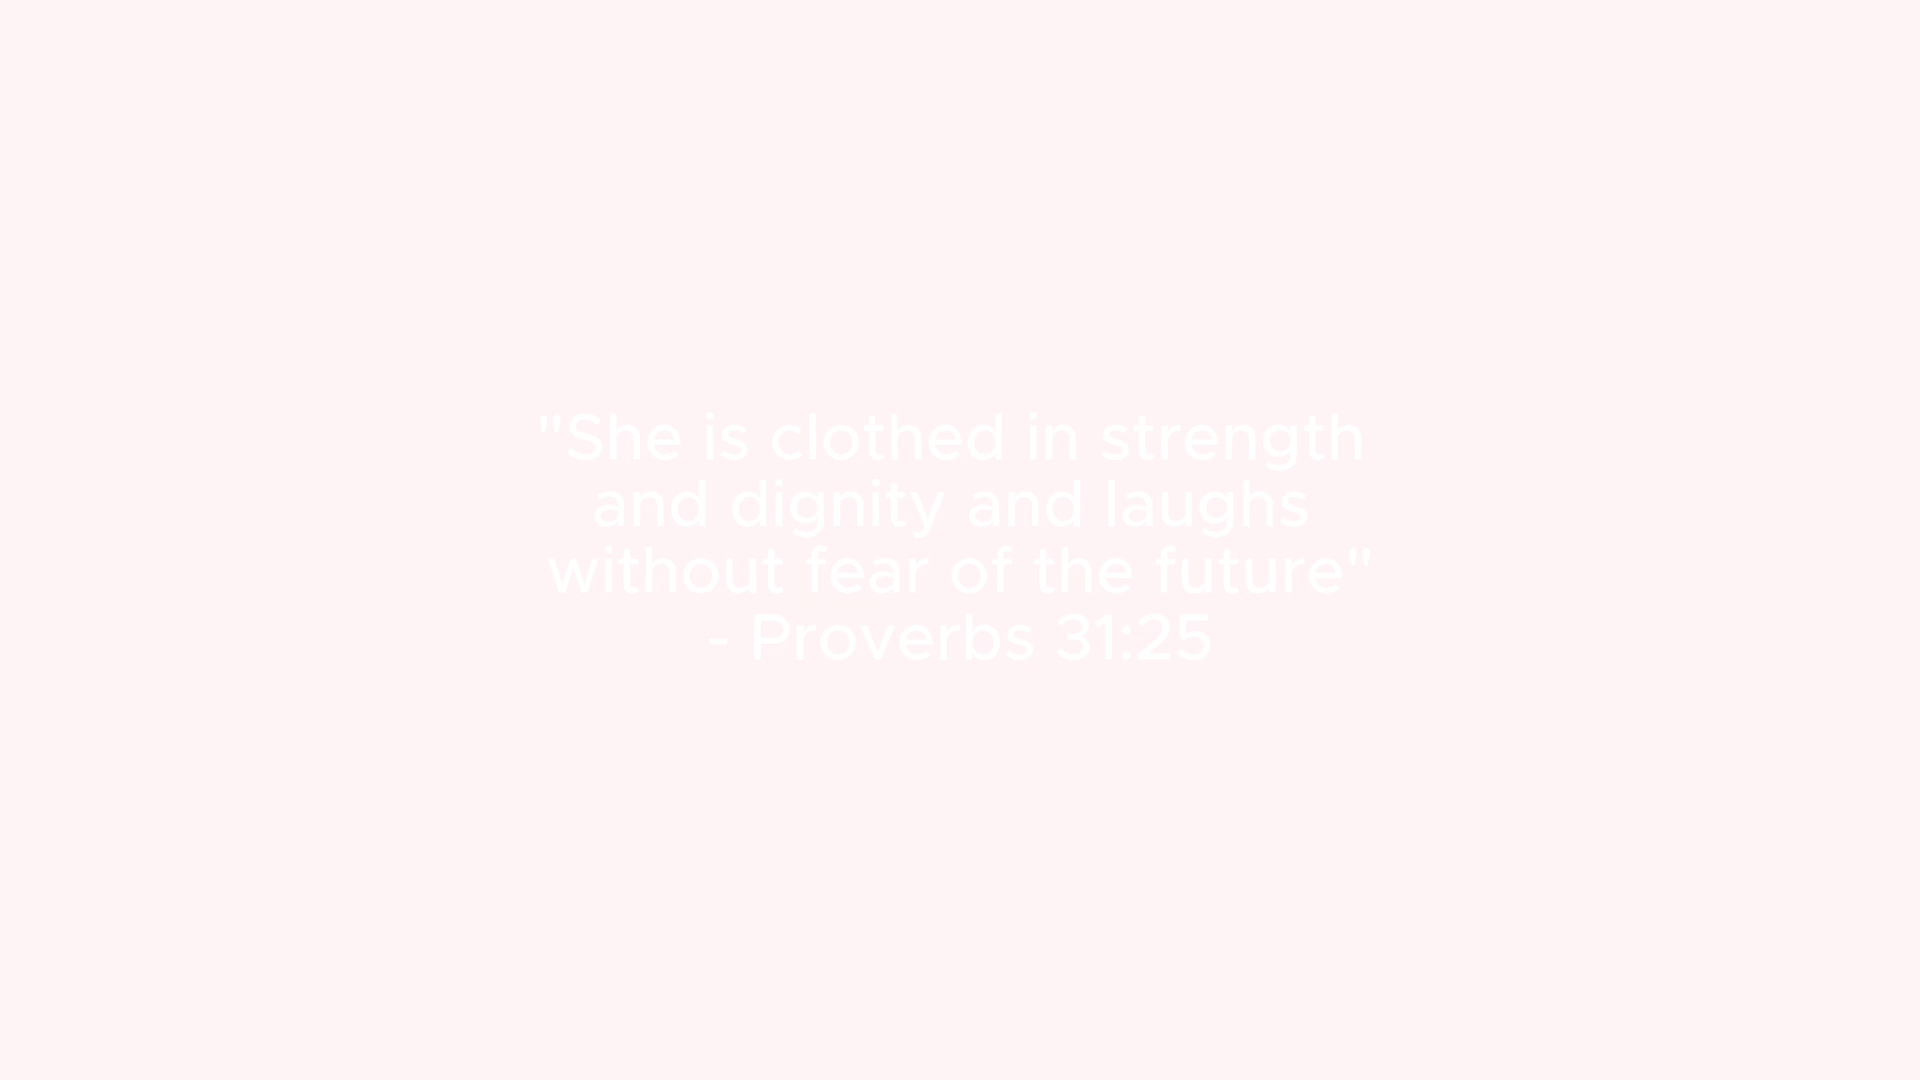 "She is clothed in strength
and dignity and laughs
without fear of the future"
- Proverbs 31:25